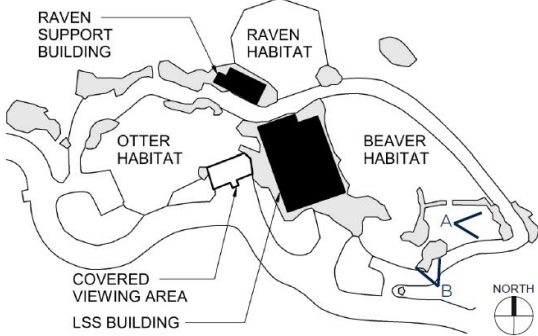 RAVEN
SUPPORT
BUILDING
RAVEN
HABITAT
OTTER
HABITAT
BEAVER
HABITAT
A
B
COVERED
VIEWING AREA
LSS BUILDING
NORTH